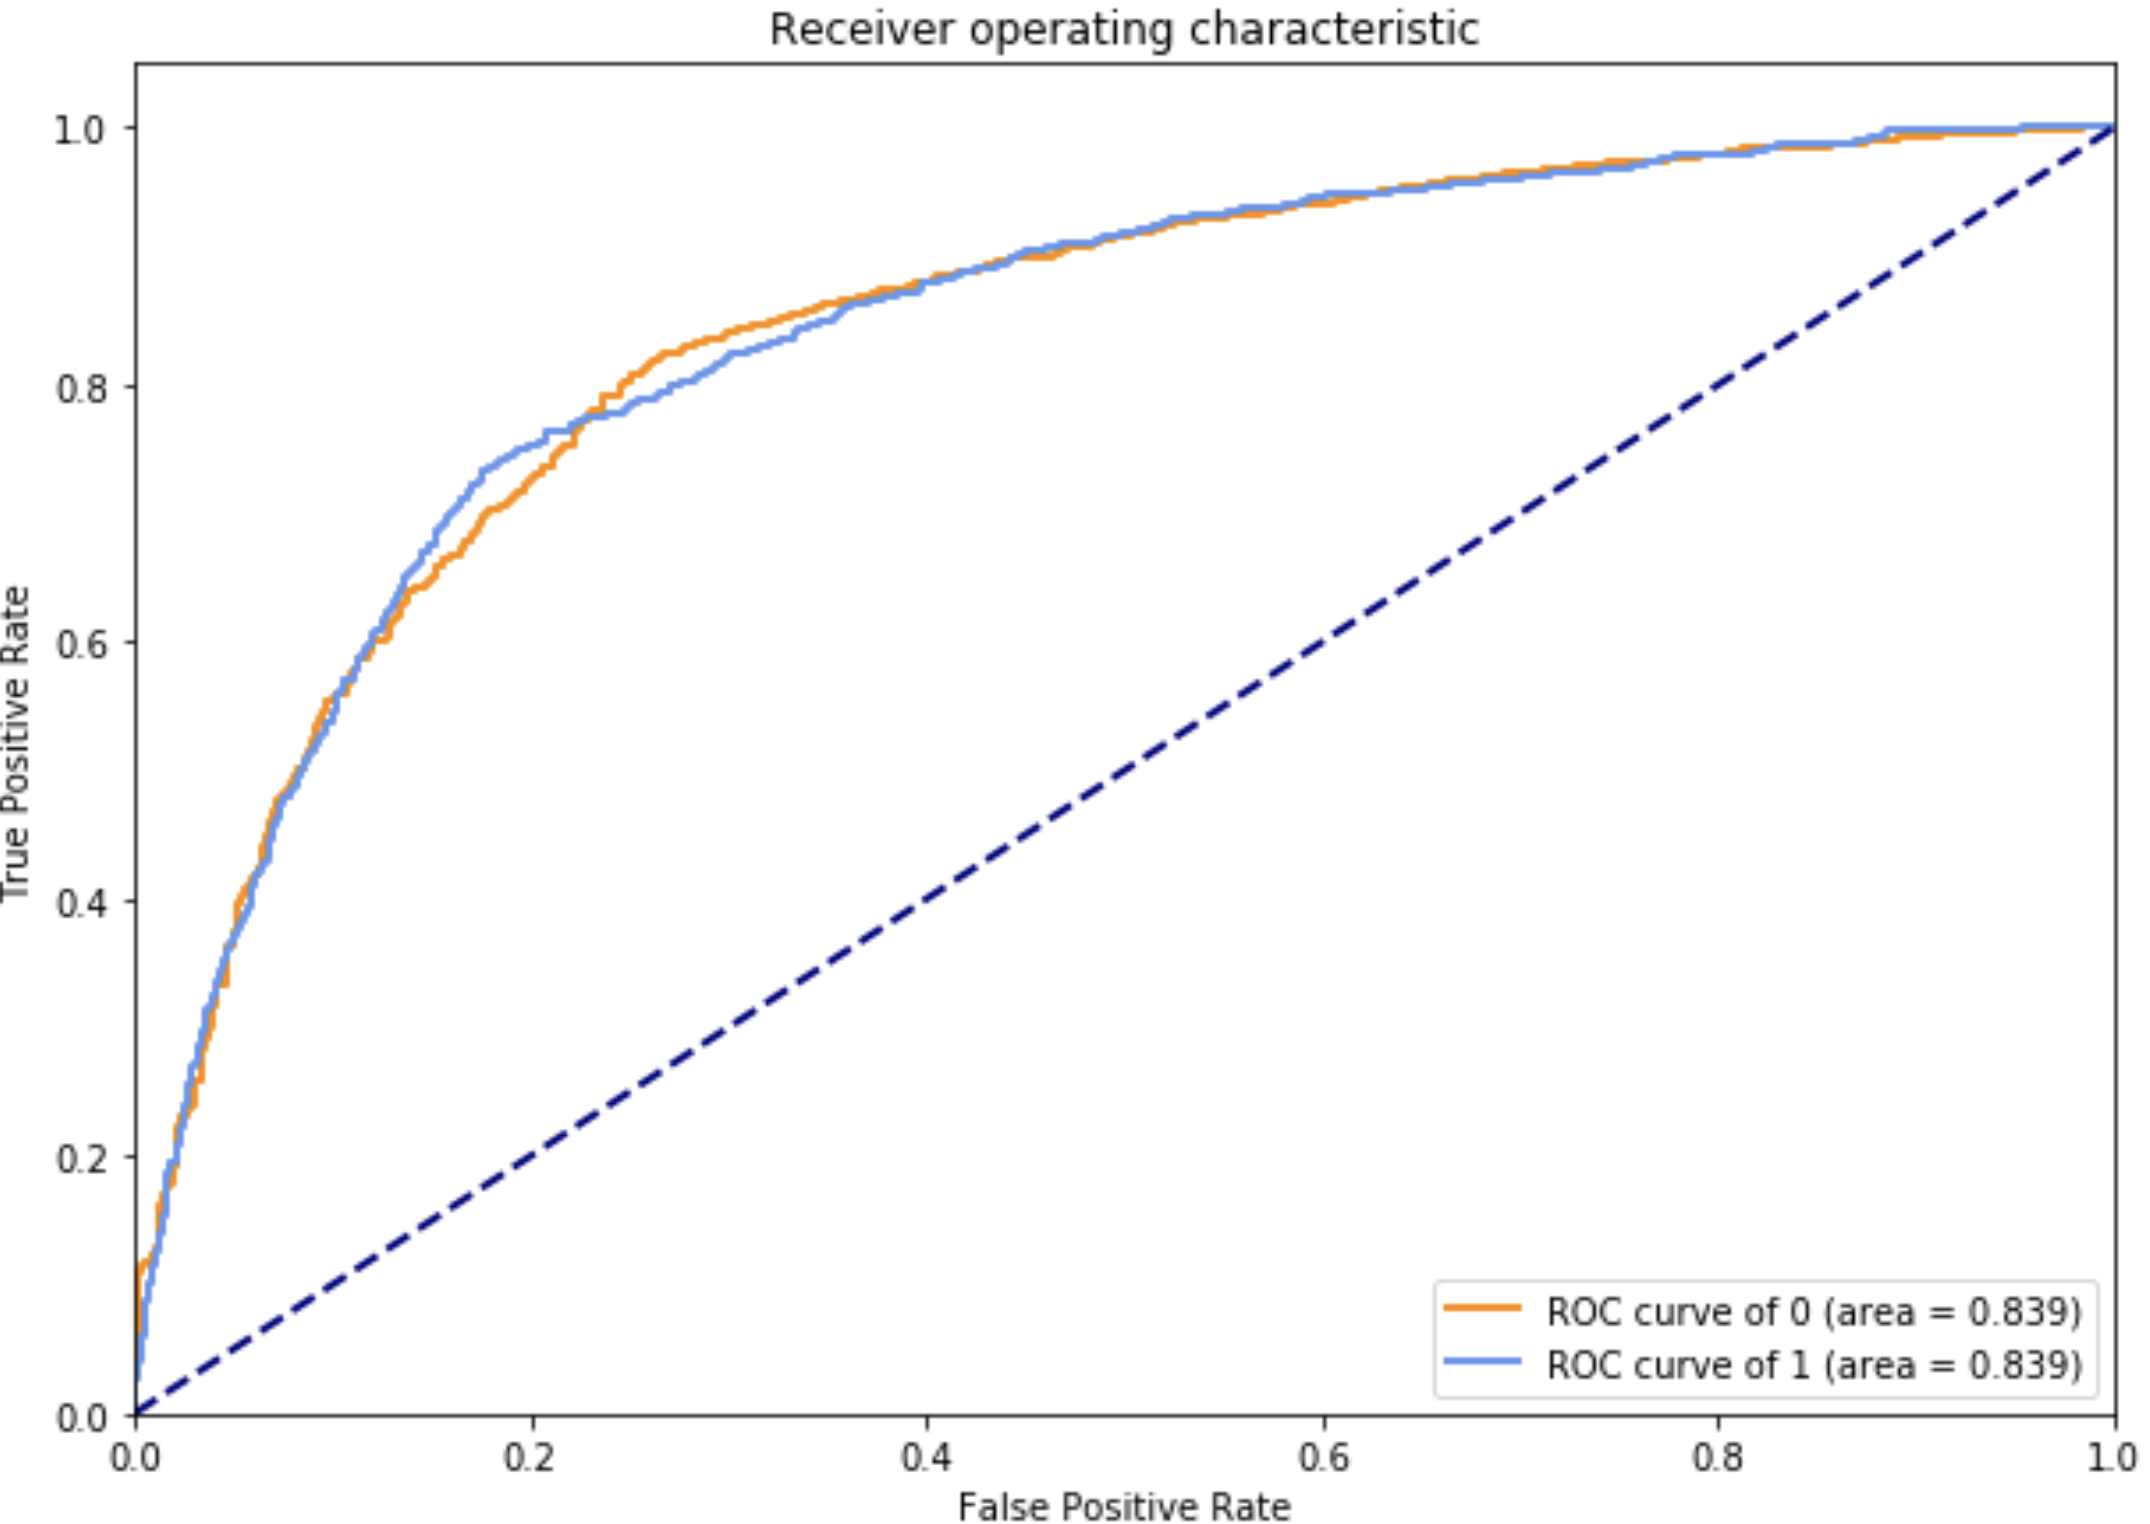 Receiver operating characteristic
True Positive Rate
1.0
0.8
0.6
0.4
0.2
0.0
0.0 0.2 0.4 0.6 0.8 1.0
False Positive Rate
ROC curve of 0 (area = 0.839)
ROC curve of 1 (area = 0.839)